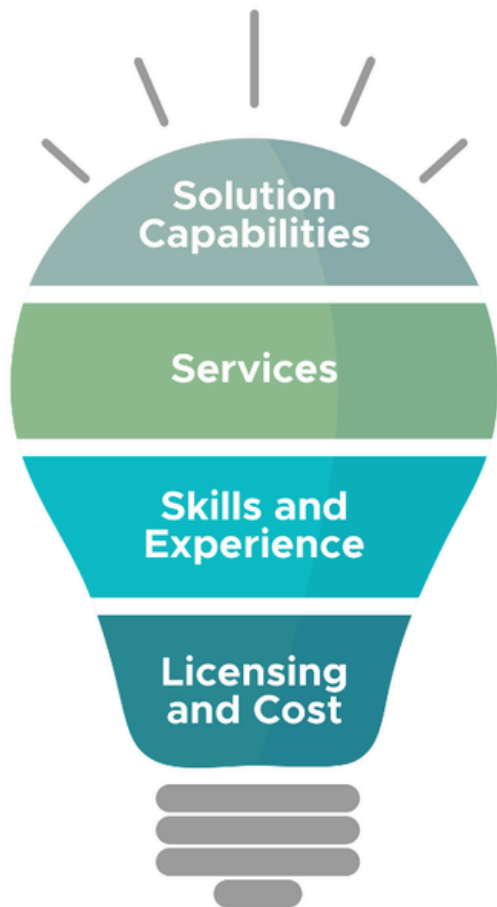 Solution
Capabilities
Services
Skills and
Experience
Licensing
and Cost